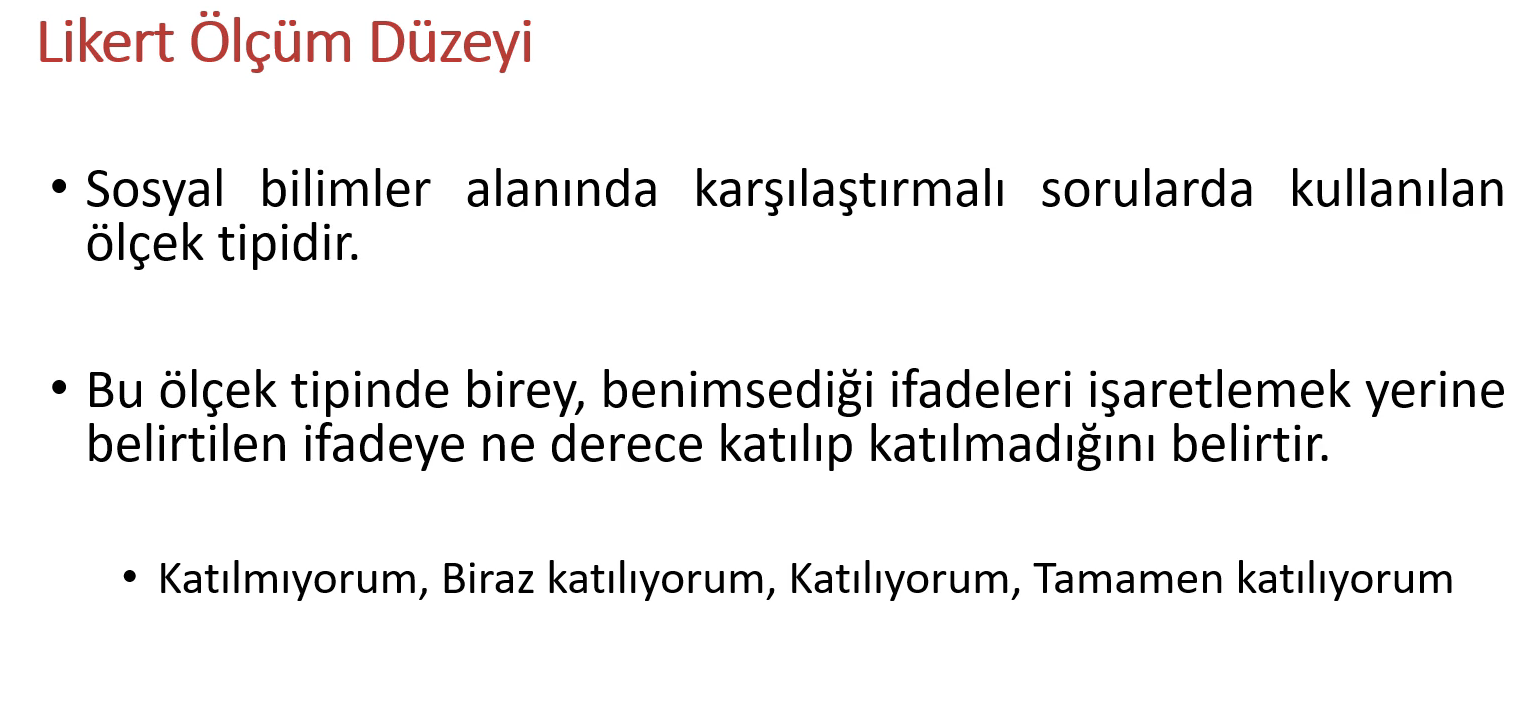 Likert Ölçüm Düzeyi
• Sosyal bilimler alanında karşılaştırmalı sorularda kullanılan
ölçek tipidir.
• Bu ölçek tipinde birey, benimsediği ifadeleri işaretlemek yerine
belirtilen ifadeye ne derece katılıp katılmadığını belirtir.
• Katılmıyorum, Biraz katılıyorum, Katılıyorum, Tamamen katılıyorum